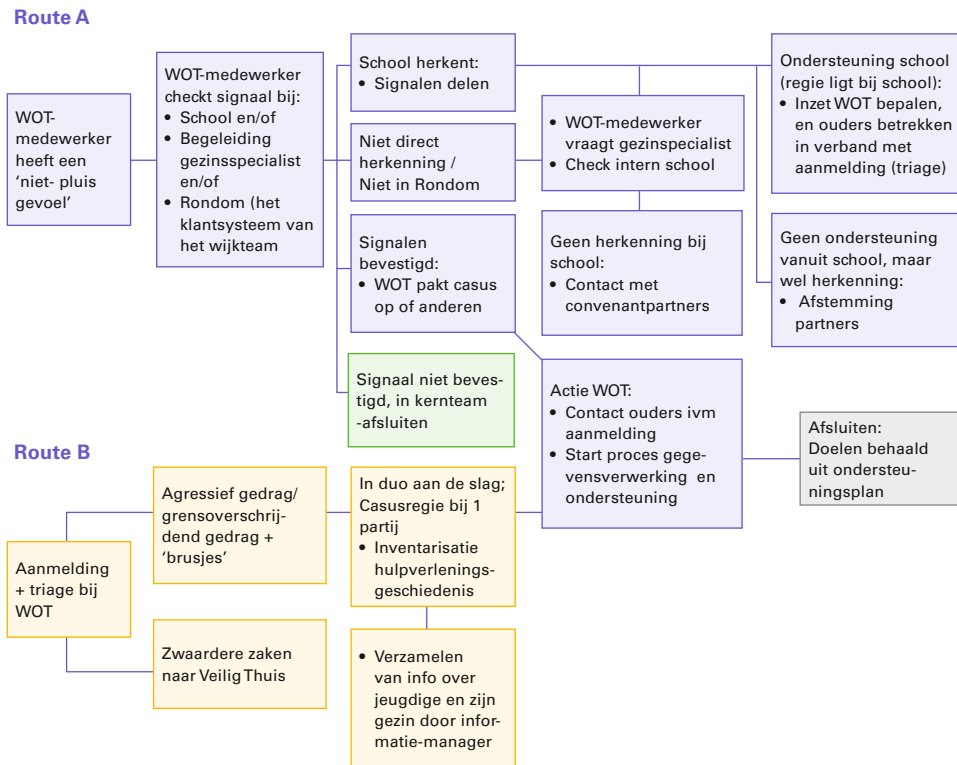 Route A
WOT-
medewerker
heeft een
‘niet- pluis
gevoel’
WOT-medewerker
checkt signaal bij:
• School en/of
• Begeleiding
gezinsspecialist
en/of
• Rondom (het
klantsysteem van
het wijkteam
School herkent:
• Signalen delen
Niet direct
herkenning /
Niet in Rondom
Signalen
bevestigd:
• WOT pakt casus
op of anderen
Signaal niet beves-
tigd, in kernteam
-afsluiten
• WOT-medewerker
vraagt gezinspecialist
• Check intern school
Geen herkenning bij
school:
• Contact met
convenantpartners
Ondersteuning school
(regie ligt bij school):
• Inzet WOT bepalen,
en ouders betrekken
in verband met
aanmelding (triage)
Geen ondersteuning
vanuit school, maar
wel herkenning:
• Afstemming
partners
Actie WOT:
• Contact ouders ivm
aanmelding
• Start proces gege-
vensverwerking en
ondersteuning
Afsluiten:
Doelen behaald
uit ondersteu-
ningsplan
Route B
Aanmelding
+ triage bij
WOT
Agressief gedrag/
grensoverschrij-
dend gedrag +
‘brusjes’
Zwaardere zaken
naar Veilig Thuis
In duo aan de slag;
Casusregie bij 1
partij
• Inventarisatie
hulpverlenings-
geschiedenis
• Verzamelen
van info over
jeugdige en zijn
gezin door infor-
matie-manager